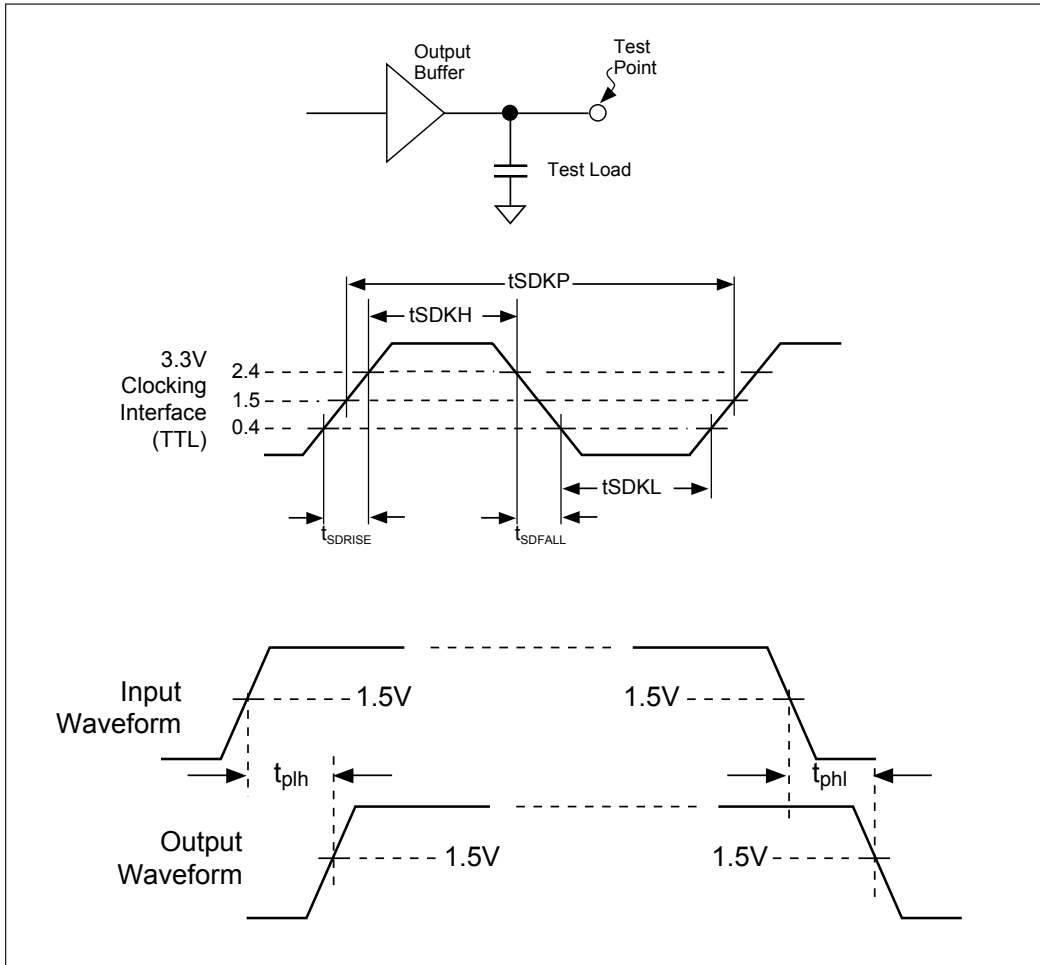 Output
Buffer
Test
Point
Test Load
tSDKP
tSDKH
3.3V
Clocking
Interface
(TTL)
2.4
1.5
0.4
tSDKL
tSDRISE
tSDFALL
Input
Waveform
1.5V
1.5V
tplh
tphl
Output
Waveform
1.5V
1.5V